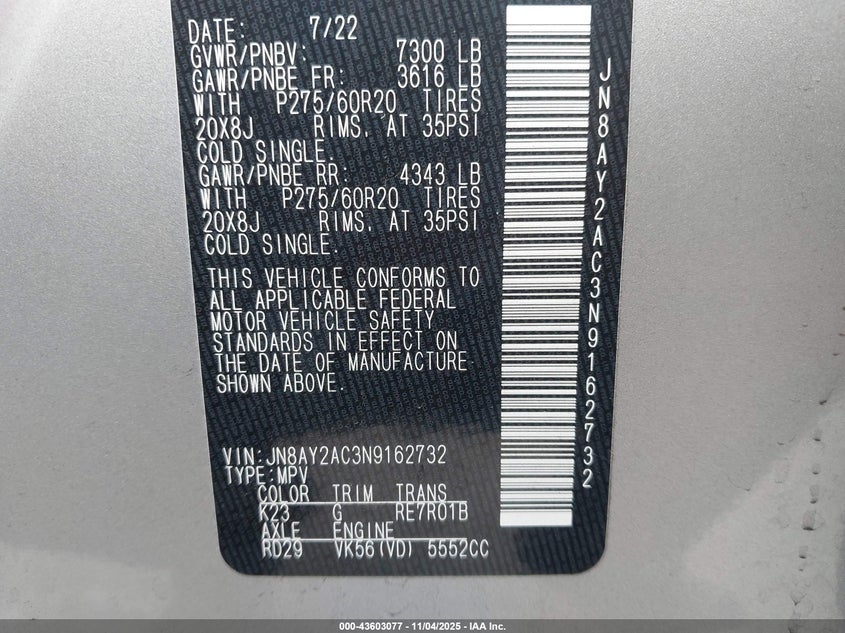 DATE: 7/22
GVWR/PNBV: 7300 LB
GAWR/PNBE FR: 3616 LB
WITH P275/60R20 TIRES
20X8J RIMS, AT 35PSI
COLD SINGLE.
GAWR/PNBE RR: 4343 LB
WITH P275/60R20 TIRES
20X8J RIMS, AT 35PSI
COLD SINGLE.
THIS VEHICLE CONFORMS TO
ALL APPLICABLE FEDERAL
MOTOR VEHICLE SAFETY
STANDARDS IN EFFECT ON
THE DATE OF MANUFACTURE
SHOWN ABOVE.
VIN:JN8AY2AC3N9162732
TYPE:MPV
COLOR TRIM TRANS
K23 G RE7R01B
AXLE ENGINE
RD29 VK56(VD) 5552CC
JN8AY2AC3N9162732
000-43603077 - 11/04/2025 - IAA Inc.